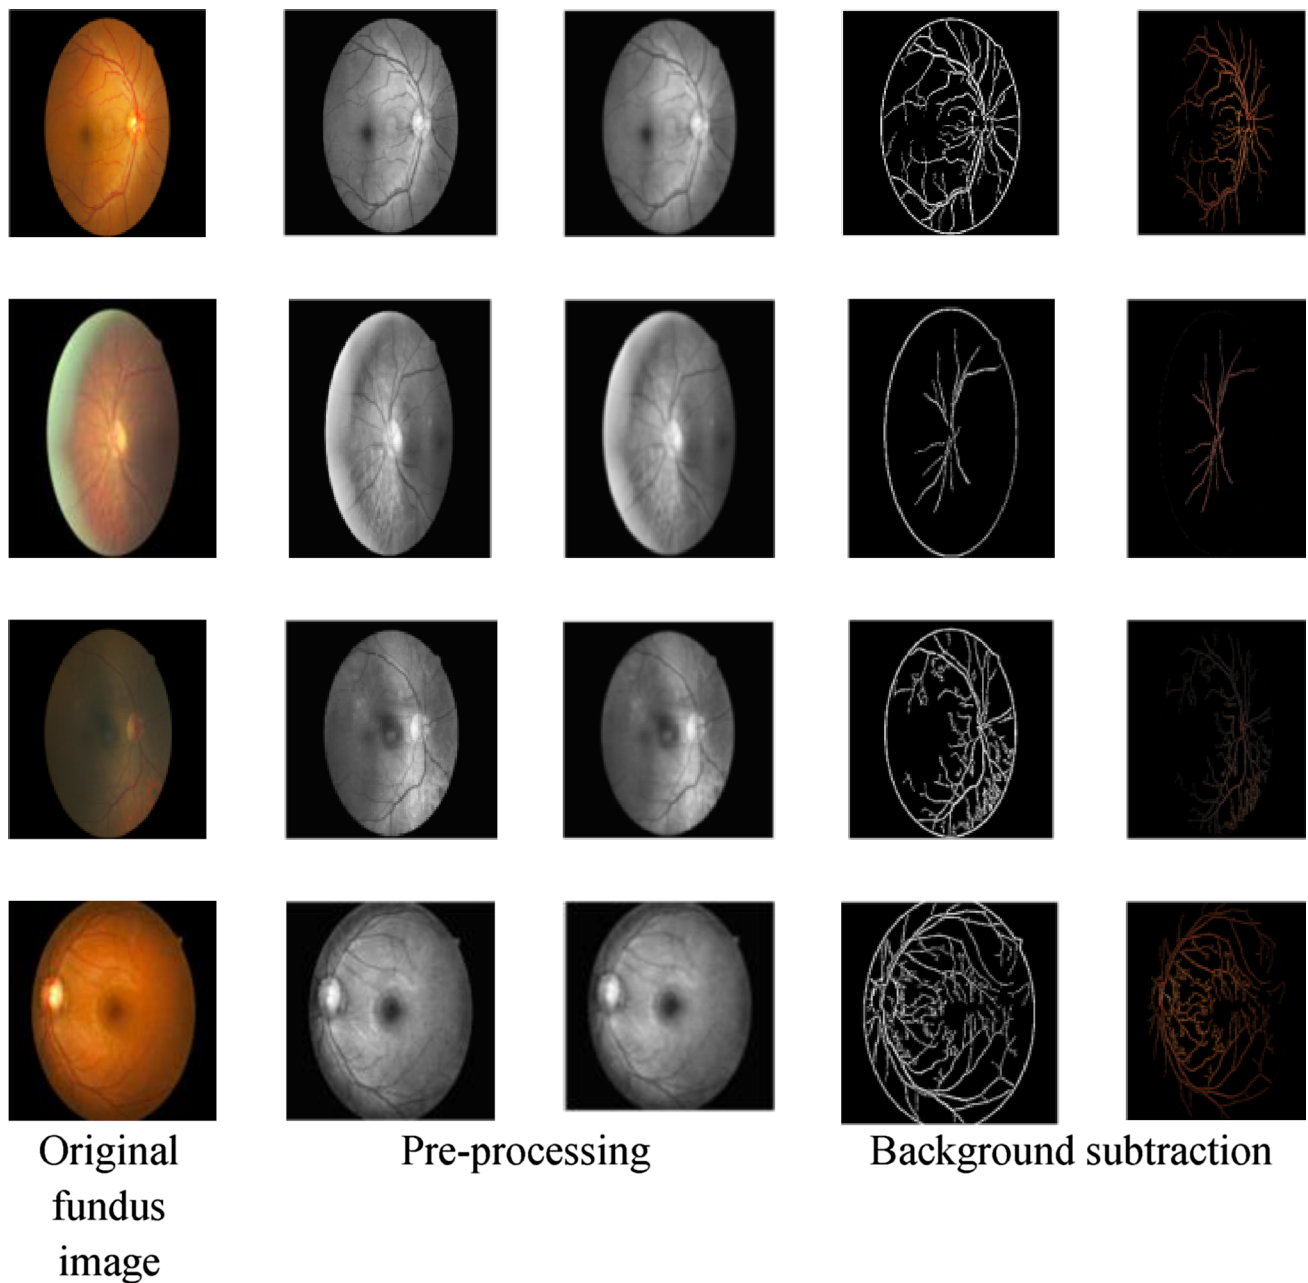 Original
fundus
image
Pre-processing
Background subtraction